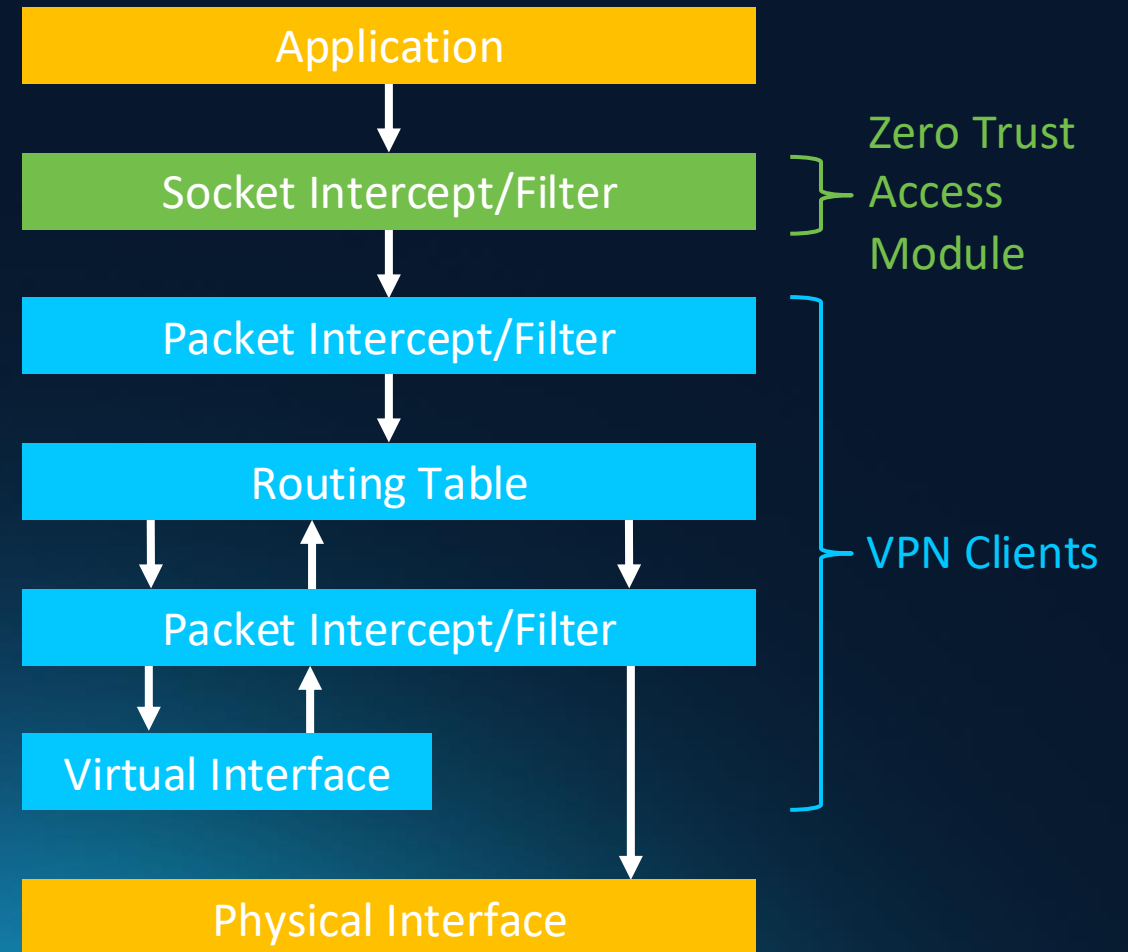 Application
Socket Intercept/Filter
Zero Trust
Access
Module
Packet Intercept/Filter
Routing Table
Packet Intercept/Filter
VPN Clients
Virtual Interface
Physical Interface